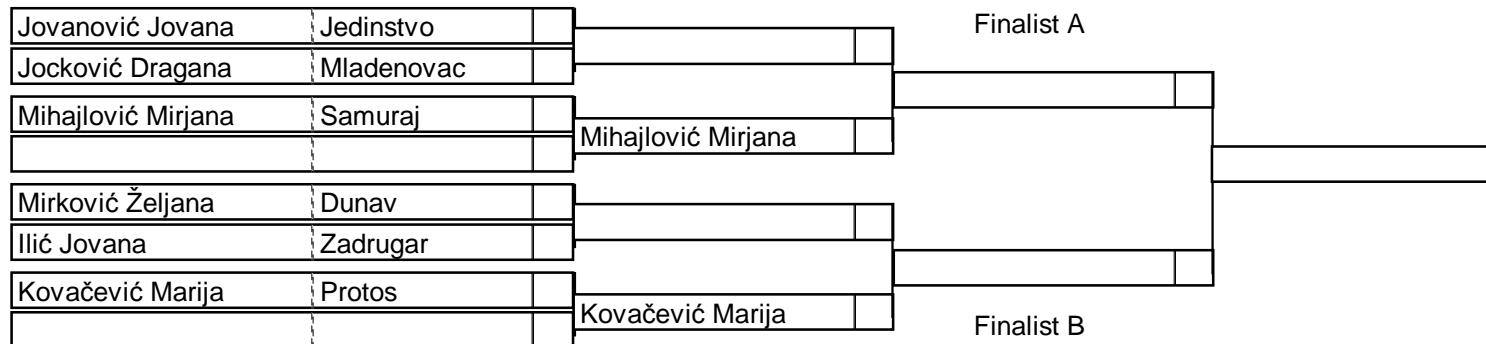 Jovanović Jovana Jedinstvo
Finalist A
Jocković Dragana Mladenovac
Mihajlović Mirjana Samuraj
Mihajlović Mirjana
Mirković Željana Dunav
Ilić Jovana Zadrugar
Kovačević Marija Protos
Kovačević Marija
Finalist B